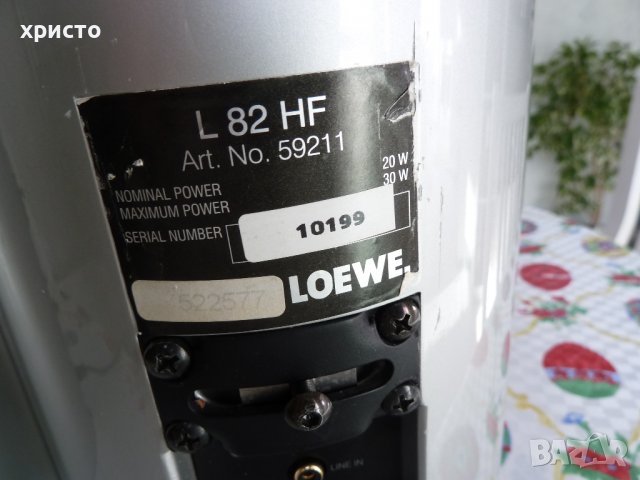 христо
L 82 HF
Art. No. 59211
NOMINAL POWER 20 W
MAXIMUM POWER 30 W
SERIAL NUMBER 10199
522577 LOEWE.
LINE IN
BAZAR